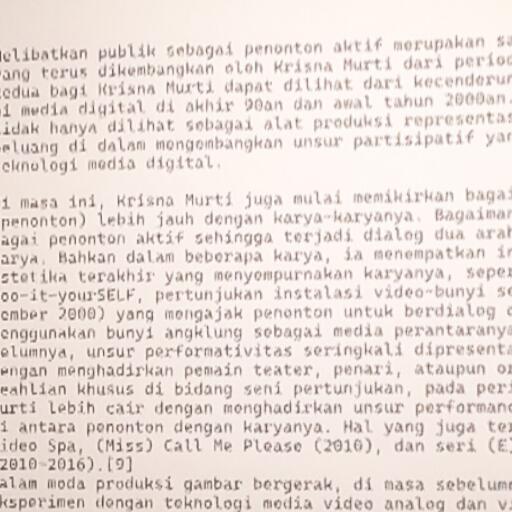 elibatkan publik sebagai penonton aktif merupakan sa
ang terus dikembangkan oleh Krisna Murti dari period
edua bagi Krisna Murti dapat dilihat dari kecenderun
i media digital di akhir 90an dan awal tahun 2000an.
idak hanya dilihat sebagai alat produksi representas
eluang di dalam mengembangkan unsur partisipatif yan
eknologi media digital.
i masa ini, Krisna Murti juga mulai memikirkan bagai
penonton) lebih jauh dengan karya-karyanya. Bagaiman
agai penonton aktif sehingga terjadi dialog dua arah
arya. Bahkan dalam beberapa karya, ia menempatkan in
stetika terakhir yang menyempurnakan karyanya, seper
oo-it-yourSELF, pertunjukan instalasi video-bunyi se
ember 2000) yang mengajak penonton untuk berdialog d
enggunakan bunyi angklung sebagai media perantaranya
elumnya, unsur performativitas seringkali dipresenta
engan menghadirkan pemain teater, penari, ataupun or
eahlian khusus di bidang seni pertunjukan, pada peri
urti lebih cair dengan menghadirkan unsur performanc
i antara penonton dengan karyanya. Hal yang juga ter
ideo Spa, (Miss) Call Me Please (2010), dan seri (E)
2010-2016).[9]
alam moda produksi gambar bergerak, di masa sebelumn
ksperimen dengan teknologi media video analog dan vi